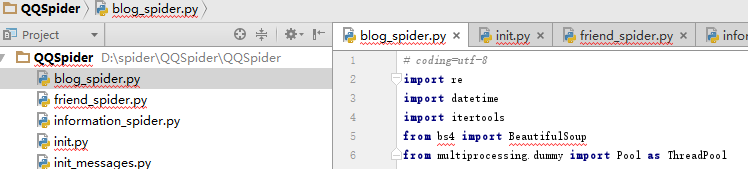 QQSpider blog_spider.py
Project
QQSpider D:\spider\QQSpider\QQSpider
blog_spider.py
friend_spider.py
information_spider.py
init.py
init_messages.py
blog_spider.py init.py friend_spider.py infor
1 # coding=utf-8
2 import re
3 import datetime
4 import itertools
5 from bs4 import BeautifulSoup
6 from multiprocessing.dummy import Pool as ThreadPool